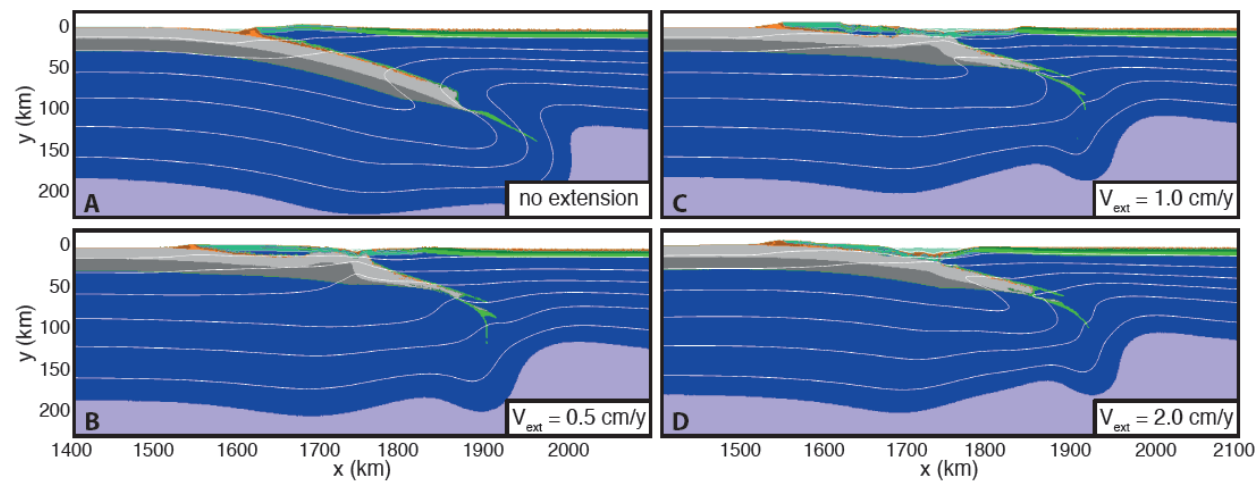 0
50
100
150
200
y (km)
A
no extension
C
V_ext = 1.0 cm/y
0
50
100
150
200
y (km)
B
V_ext = 0.5 cm/y
D
V_ext = 2.0 cm/y
1400 1500 1600 1700 1800 1900 2000
x (km)
1500 1600 1700 1800 1900 2000 2100
x (km)